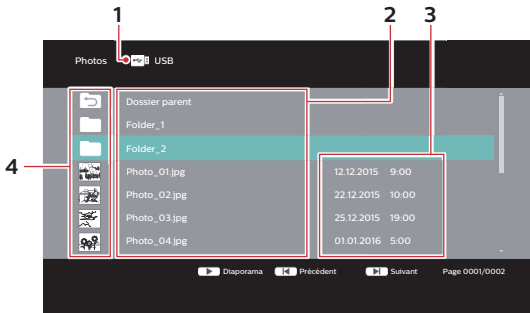 1 2 3
Photos USB
Dossier parent
Folder_1
Folder_2
4
Photo_01.jpg 12.12.2015 9:00
Photo_02.jpg 22.12.2015 10:00
Photo_03.jpg 25.12.2015 19:00
Photo_04.jpg 01.01.2016 5:00
Diaporama Précédent Suivant Page 0001/0002